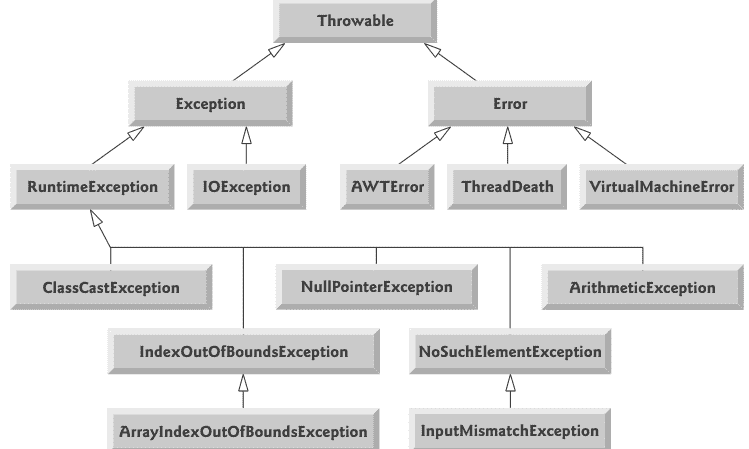 Throwable
Exception
Error
RuntimeException
IOException
AWTError
ThreadDeath
VirtualMachineError
ClassCastException
NullPointerException
ArithmeticException
IndexOutOfBoundsException
NoSuchElementException
ArrayIndexOutOfBoundsException
InputMismatchException